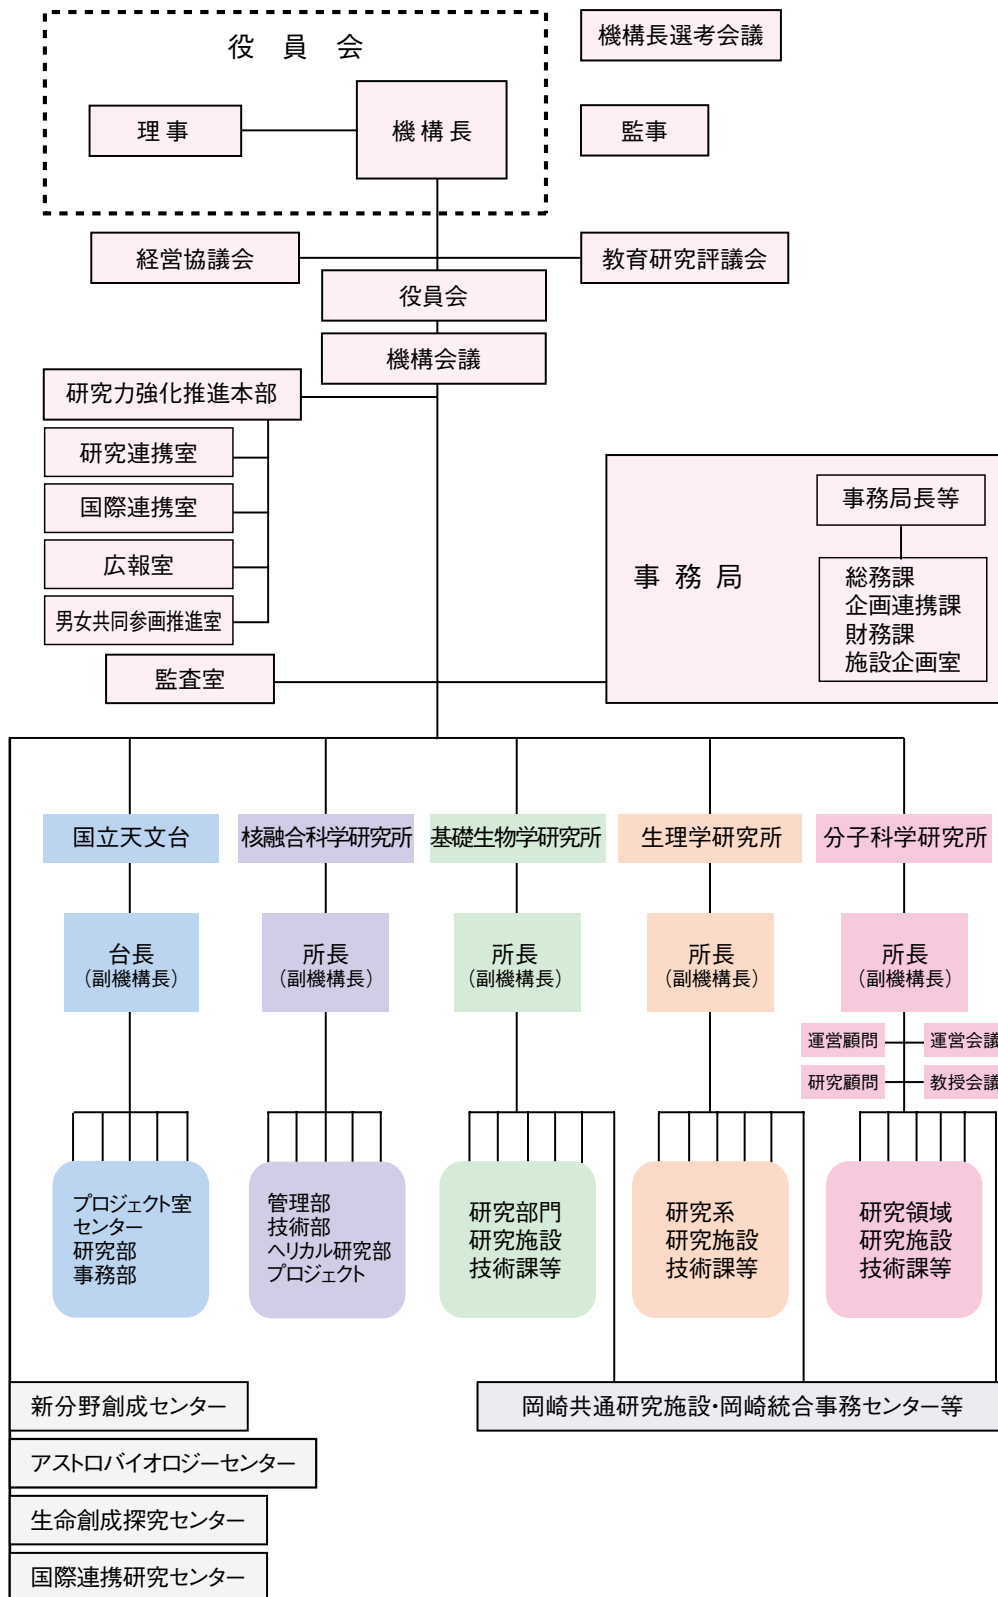 役 員 会
機構長選考会議
理 事
機 構 長
監事
経営協議会
教育研究評議会
役員会
機構会議
研究力強化推進本部
研究連携室
国際連携室
広報室
男女共同参画推進室
監査室
事 務 局
事務局長等
総務課
企画連携課
財務課
施設企画室
国立天文台
核融合科学研究所
基礎生物学研究所
生理学研究所
分子科学研究所
台長
(副機構長)
所長
(副機構長)
所長
(副機構長)
所長
(副機構長)
所長
(副機構長)
運営顧問
運営会議
研究顧問
教授会議
プロジェクト室
センター
研究部
事務部
管理部
技術部
ヘリカル研究部
プロジェクト
研究部門
研究施設
技術課等
研究系
研究施設
技術課等
研究領域
研究施設
技術課等
新分野創成センター
岡崎共通研究施設・岡崎統合事務センター等
アストロバイオロジーセンター
生命創成探究センター
国際連携研究センター